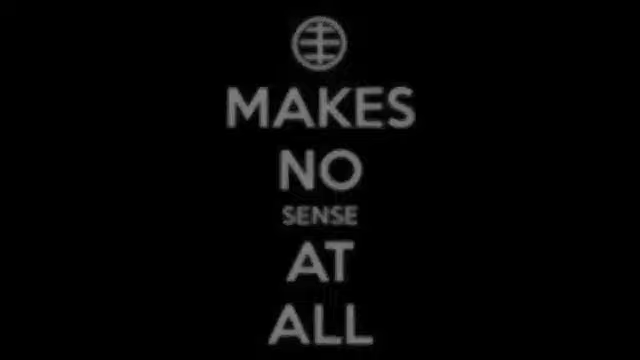 MAKES
NO
SENSE
AT
ALL